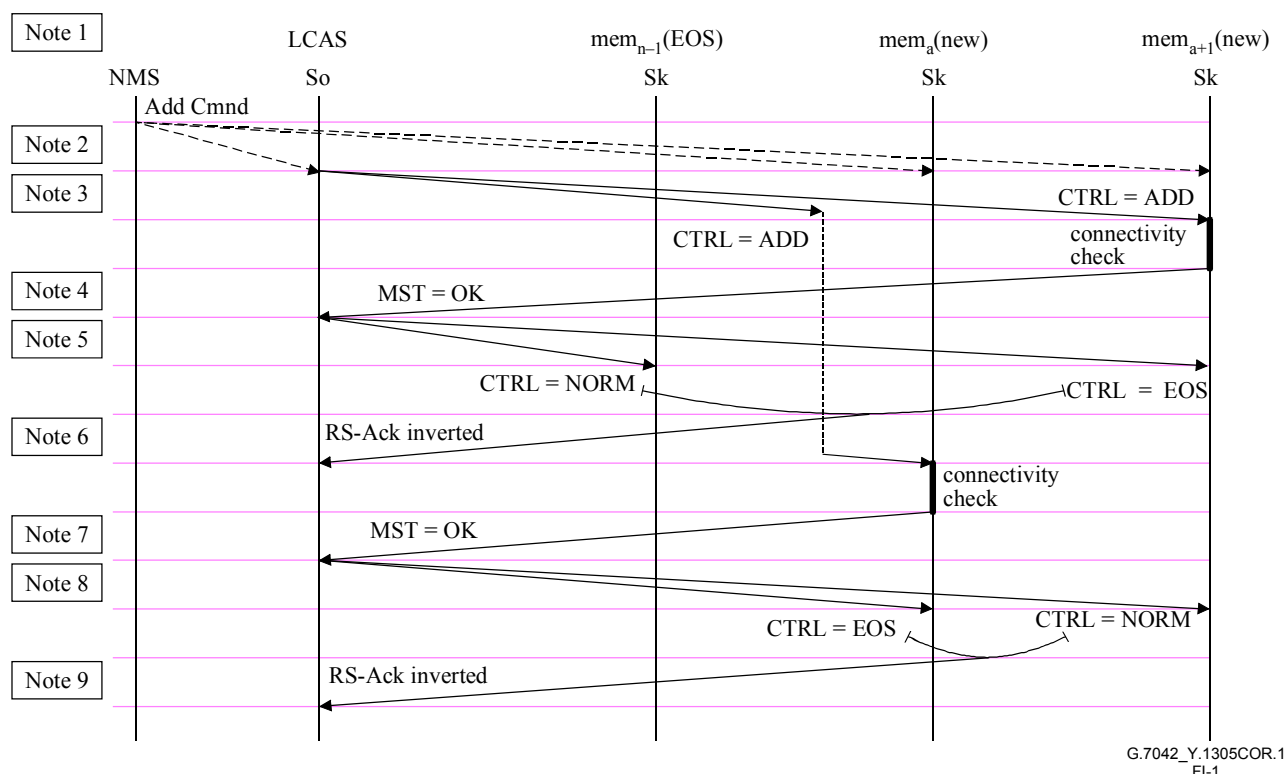 Note 1
LCAS
mem_{n–1}(EOS)
mem_a(new)
mem_{a+1}(new)
NMS
So
Sk
Sk
Sk
Add Cmnd
Note 2
Note 3
CTRL = ADD
CTRL = ADD
connectivity
check
Note 4
MST = OK
Note 5
CTRL = NORM
CTRL = EOS
Note 6
RS-Ack inverted
connectivity
check
Note 7
MST = OK
Note 8
CTRL = EOS
CTRL = NORM
Note 9
RS-Ack inverted
G.7042_Y.1305COR.1
FI-1